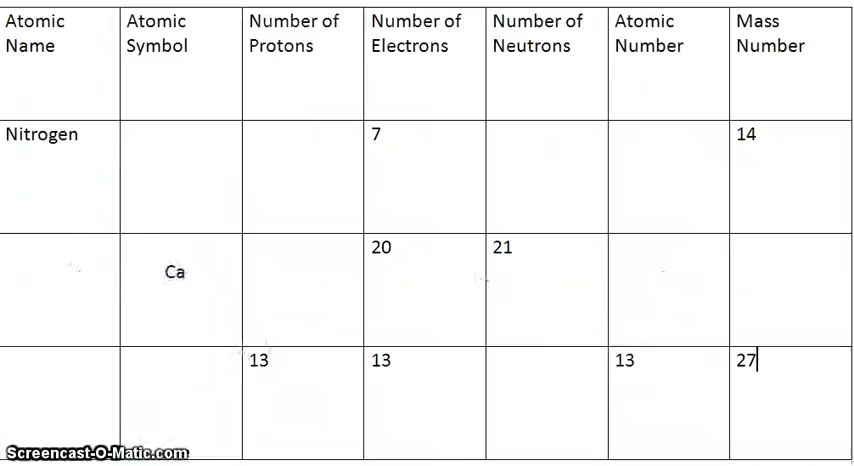 Atomic Name
Atomic Symbol
Number of Protons
Number of Electrons
Number of Neutrons
Atomic Number
Mass Number
Nitrogen
7
14
Ca
20
21
13
13
13
27
Screencast-O-Matic.com